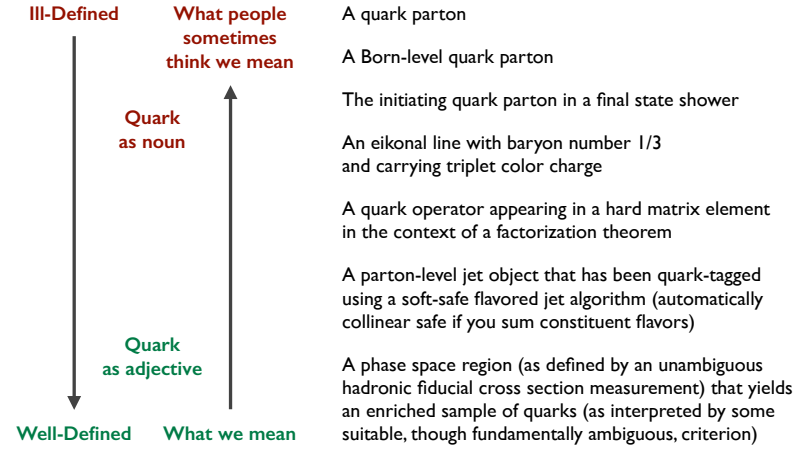 Ill-Defined
What people
sometimes
think we mean
Quark
as noun
Quark
as adjective
Well-Defined
What we mean
A quark parton
A Born-level quark parton
The initiating quark parton in a final state shower
An eikonal line with baryon number 1/3
and carrying triplet color charge
A quark operator appearing in a hard matrix element
in the context of a factorization theorem
A parton-level jet object that has been quark-tagged
using a soft-safe flavored jet algorithm (automatically
collinear safe if you sum constituent flavors)
A phase space region (as defined by an unambiguous
hadronic fiducial cross section measurement) that yields
an enriched sample of quarks (as interpreted by some
suitable, though fundamentally ambiguous, criterion)